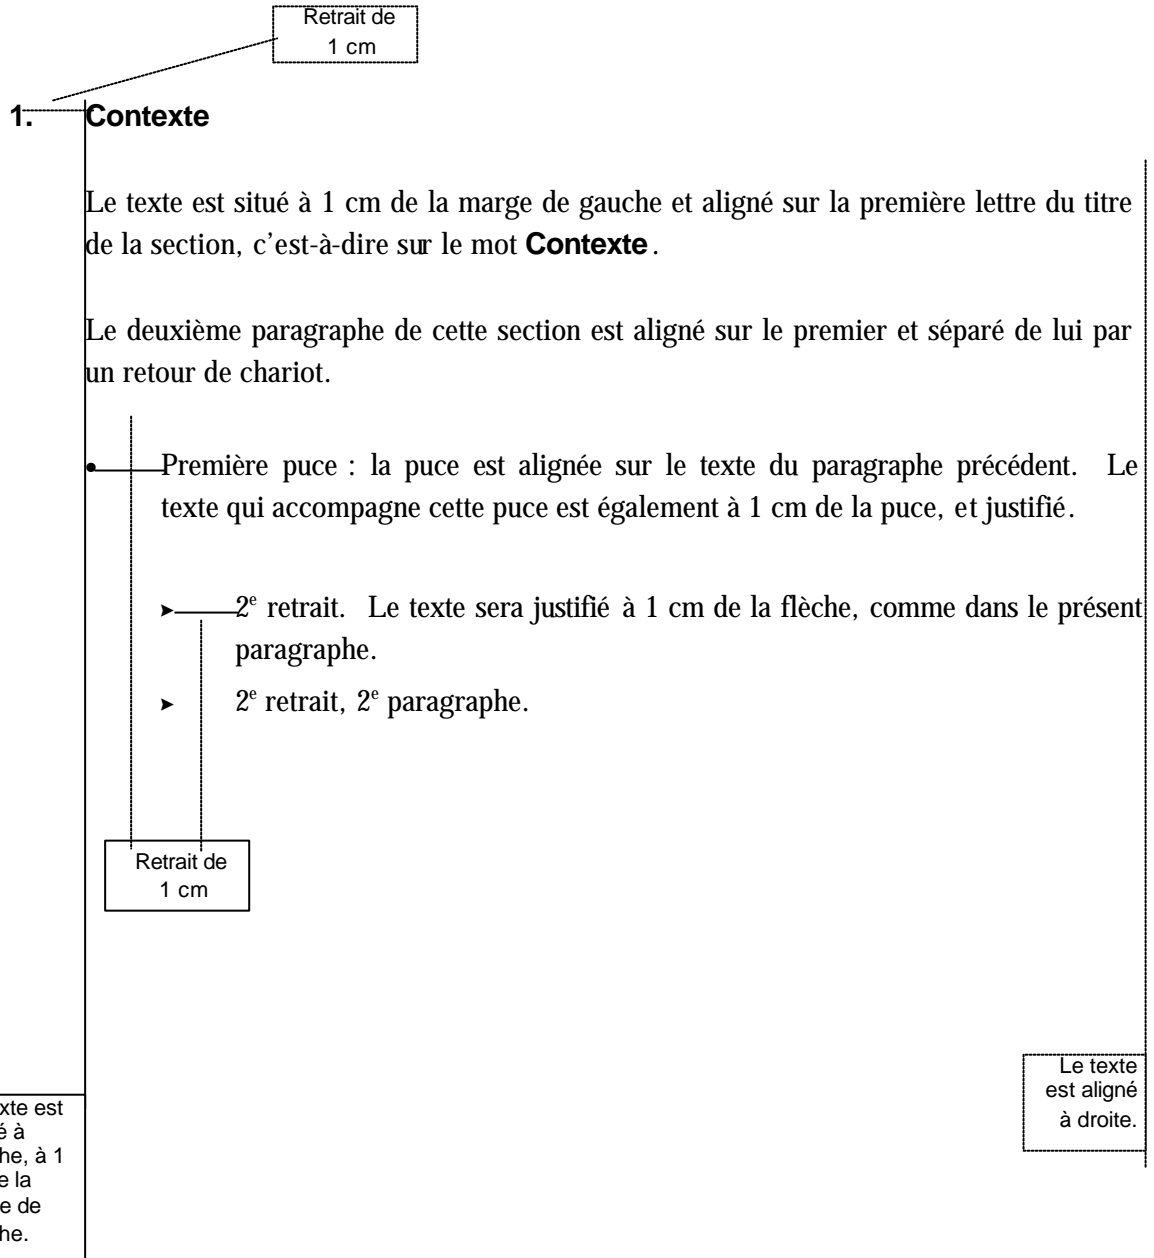 Retrait de
1 cm
1. Contexte
Le texte est situé à 1 cm de la marge de gauche et aligné sur la première lettre du titre
de la section, c'est-à-dire sur le mot Contexte.
Le deuxième paragraphe de cette section est aligné sur le premier et séparé de lui par
un retour de chariot.
• Première puce : la puce est alignée sur le texte du paragraphe précédent. Le
texte qui accompagne cette puce est également à 1 cm de la puce, et justifié.
➤ 2e retrait. Le texte sera justifié à 1 cm de la flèche, comme dans le présent
paragraphe.
➤ 2e retrait, 2e paragraphe.
Retrait de
1 cm
Le texte
est aligné
à droite.
est
à
à 1
la
de